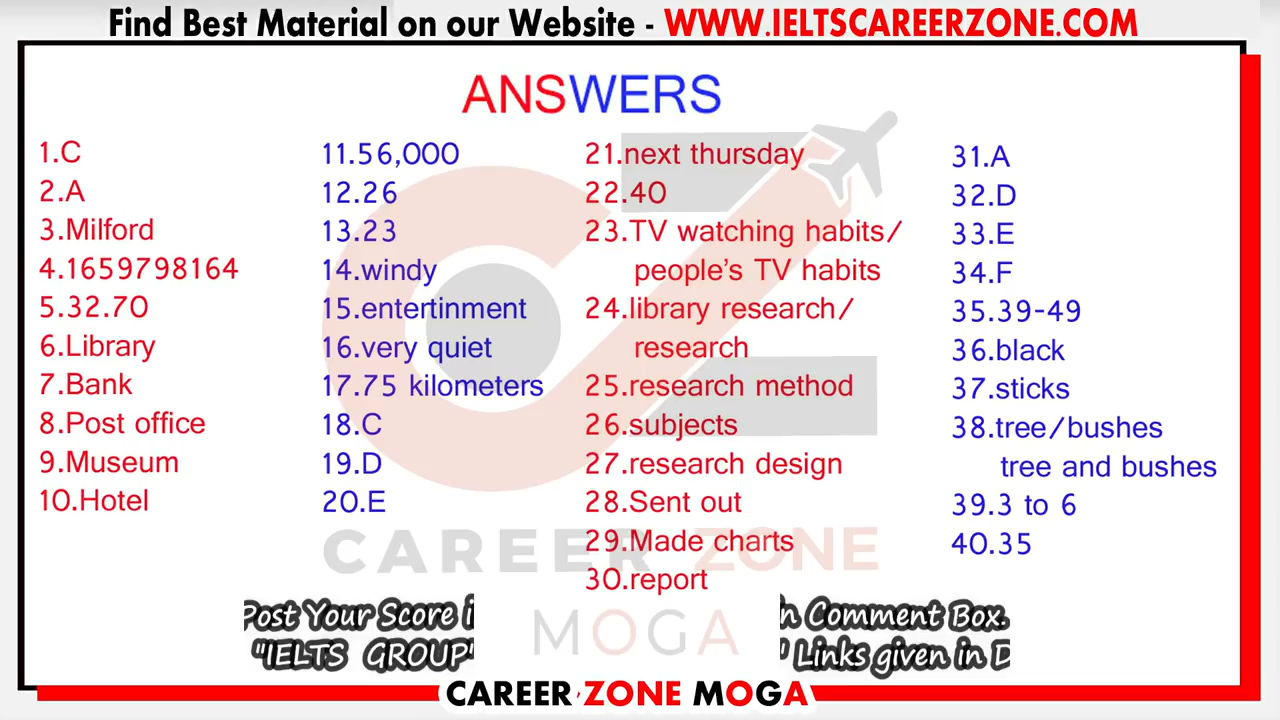 Find Best Material on our Website - WWW.IELTSCAREERZONE.COM
ANSWERS
1.C
2.A
3.Milford
4.1659798164
5.32.70
6.Library
7.Bank
8.Post office
9.Museum
10.Hotel
11.56,000
12.26
13.23
14.windy
15.entertinment
16.very quiet
17.75 kilometers
18.C
19.D
20.E
21.next thursday
22.40
23.TV watching habits/
people's TV habits
24.library research/
research
25.research method
26.subjects
27.research design
28.Sent out
29.Made charts
30.report
31.A
32.D
33.E
34.F
35.39-49
36.black
37.sticks
38.tree/bushes
tree and bushes
39.3 to 6
40.35
CAREER ZONE
MOGA
Post Your Score i n Comment Box.
"IELTS GROUP" " Links given in D
CAREER ZONE MOGA